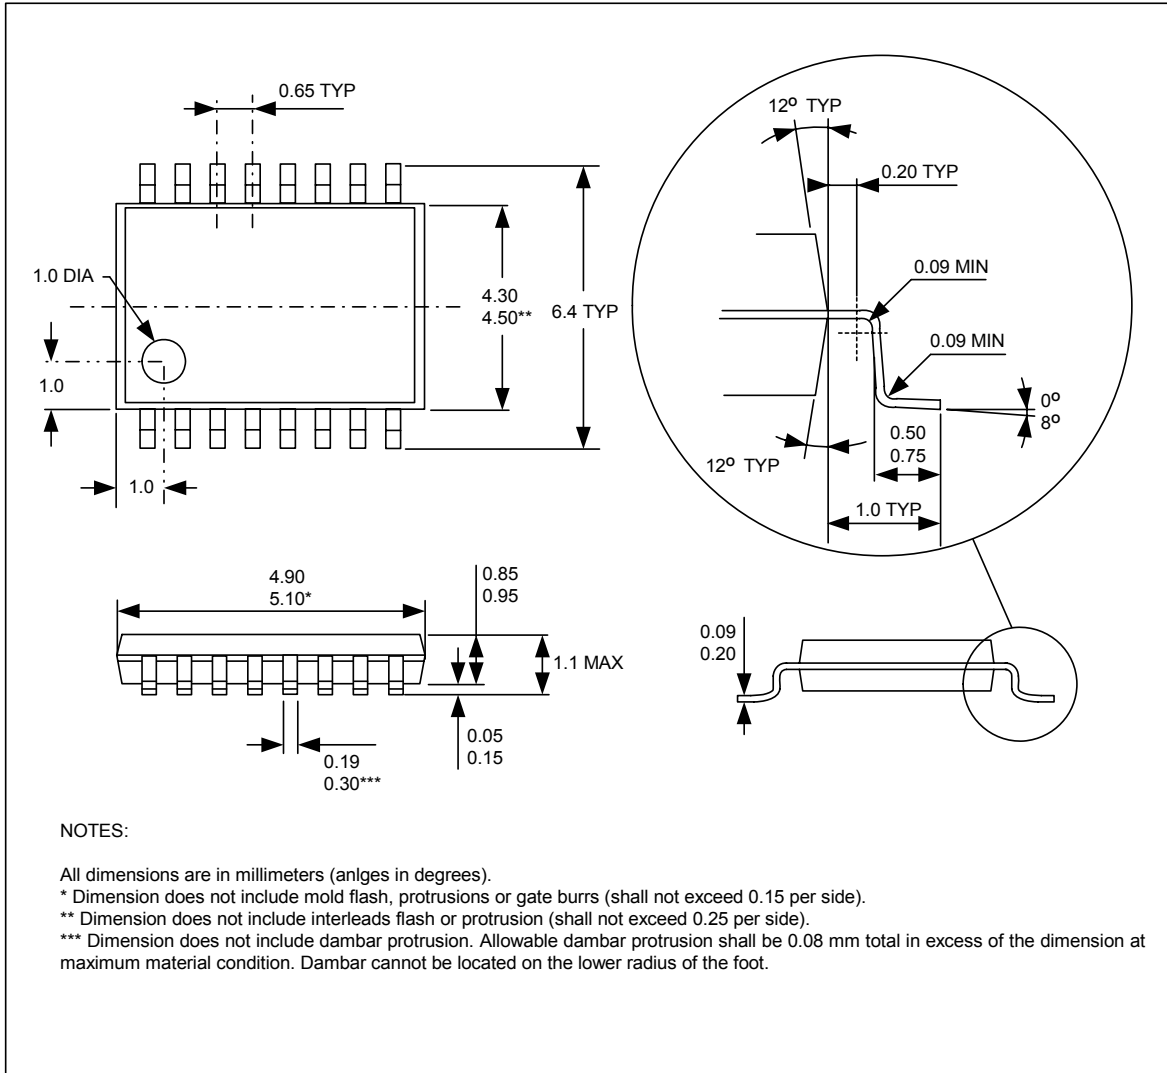 0.65 TYP
1.0 DIA
4.30
4.50**
6.4 TYP
1.0
1.0
12º TYP
0.20 TYP
0.09 MIN
0.09 MIN
0º
8º
0.50
0.75
12º TYP
1.0 TYP
4.90
5.10*
0.85
0.95
1.1 MAX
0.05
0.15
0.19
0.30***
0.09
0.20
NOTES:
All dimensions are in millimeters (anlges in degrees).
* Dimension does not include mold flash, protrusions or gate burrs (shall not exceed 0.15 per side).
** Dimension does not include interleads flash or protrusion (shall not exceed 0.25 per side).
*** Dimension does not include dambar protrusion. Allowable dambar protrusion shall be 0.08 mm total in excess of the dimension at
maximum material condition. Dambar cannot be located on the lower radius of the foot.